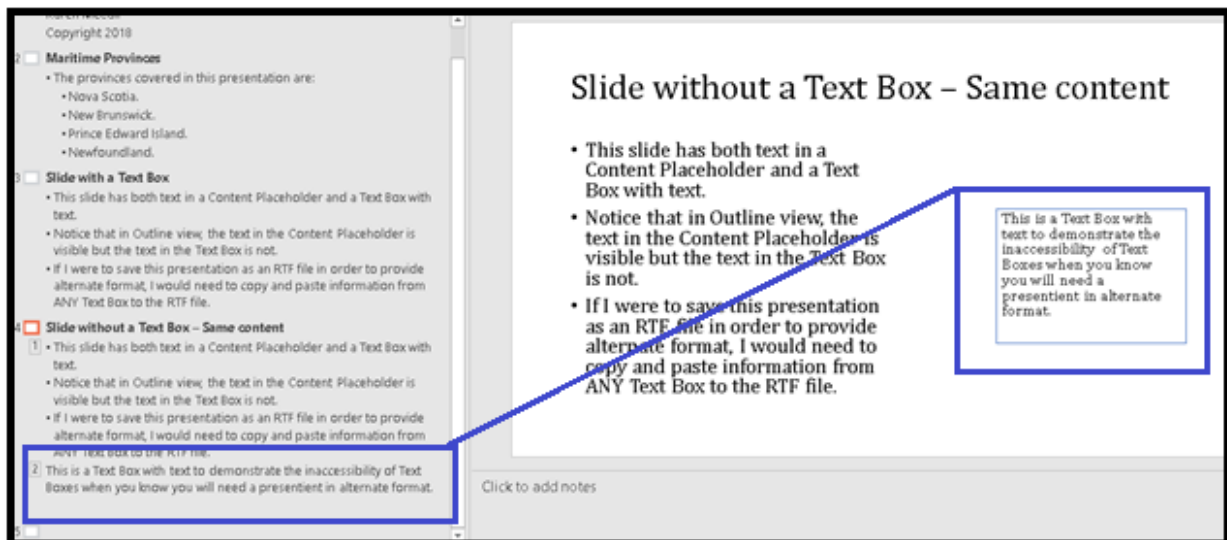 Copyright 2018
2 Maritime Provinces
• The provinces covered in this presentation are:
• Nova Scotia.
• New Brunswick.
• Prince Edward Island.
• Newfoundland.
3 Slide with a Text Box
• This slide has both text in a Content Placeholder and a Text Box with
text.
• Notice that in Outline view, the text in the Content Placeholder is
visible but the text in the Text Box is not.
• If I were to save this presentation as an RTF file in order to provide
alternate format, I would need to copy and paste information from
ANY Text Box to the RTF file.
4 Slide without a Text Box – Same content
1 • This slide has both text in a Content Placeholder and a Text Box with
text.
• Notice that in Outline view, the text in the Content Placeholder is
visible but the text in the Text Box is not.
• If I were to save this presentation as an RTF file in order to provide
alternate format, I would need to copy and paste information from
ANY Text Box to the RTF file.
2 This is a Text Box with text to demonstrate the inaccessibility of Text
Boxes when you know you will need a presentient in alternate format.
5
Slide without a Text Box – Same content
• This slide has both text in a
Content Placeholder and a Text
Box with text.
• Notice that in Outline view, the
text in the Content Placeholder is
visible but the text in the Text Box
is not.
• If I were to save this presentation
as an RTF file in order to provide
alternate format, I would need to
copy and paste information from
ANY Text Box to the RTF file.
This is a Text Box with
text to demonstrate the
inaccessibility of Text
Boxes when you know
you will need a
presentient in alternate
format.
Click to add notes